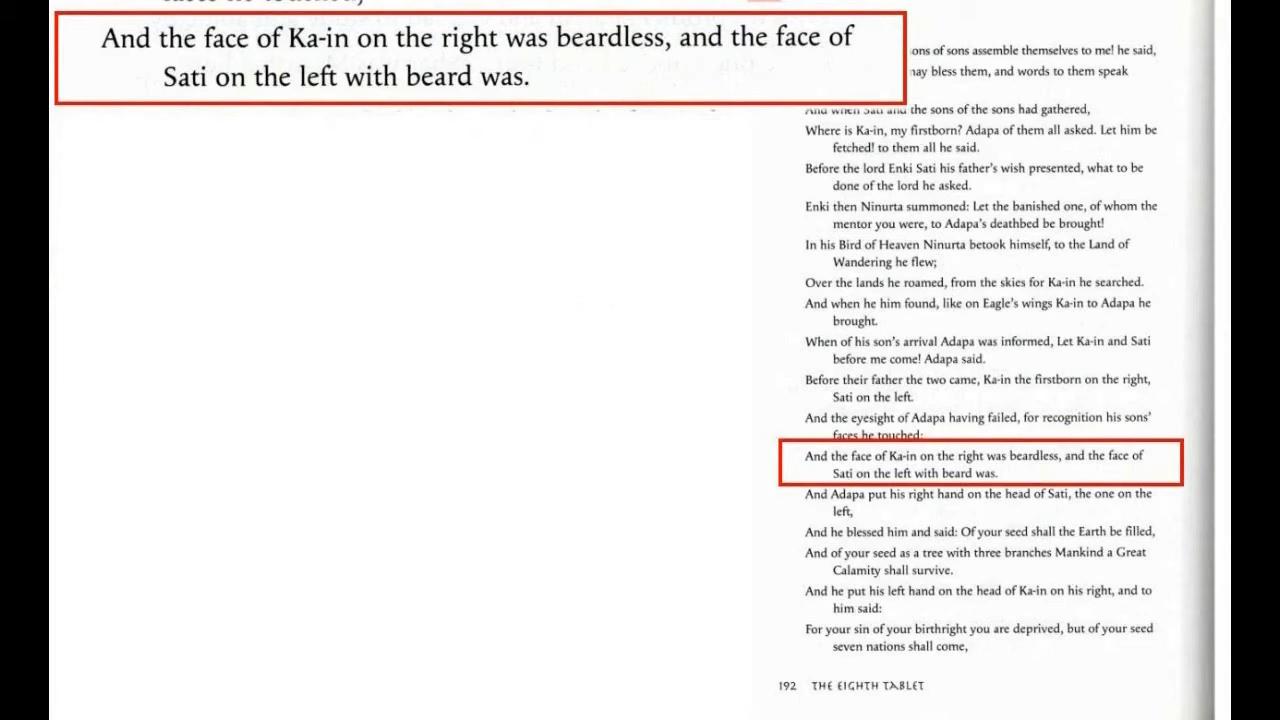 And the face of Ka-in on the right was beardless, and the face of
Sati on the left with beard was.
ons of sons assemble themselves to me! he said,
may bless them, and words to them speak
the sons of the sons had gathered,
Where is Ka-in, my firstborn? Adapa of them all asked. Let him be
fetched! to them all he said.
Before the lord Enki Sati his father's wish presented, what to be
done of the lord he asked.
Enki then Ninurta summoned: Let the banished one, of whom the
mentor you were, to Adapa's deathbed be brought!
In his Bird of Heaven Ninurta betook himself, to the Land of
Wandering he flew;
Over the lands he roamed, from the skies for Ka-in he searched.
And when he him found, like on Eagle's wings Ka-in to Adapa he
brought.
When of his son's arrival Adapa was informed, Let Ka-in and Sati
before me come! Adapa said.
Before their father the two came, Ka-in the firstborn on the right,
Sati on the left.
And the eyesight of Adapa having failed, for recognition his sons'
faces he touched;
And the face of Ka-in on the right was beardless, and the face of
Sati on the left with beard was.
And Adapa put his right hand on the head of Sati, the one on the
left,
And he blessed him and said: Of your seed shall the Earth be filled,
And of your seed as a tree with three branches Mankind a Great
Calamity shall survive.
And he put his left hand on the head of Ka-in on his right, and to
him said:
For your sin of your birthright you are deprived, but of your seed
seven nations shall come,
192 THE EIGHTH TABLET